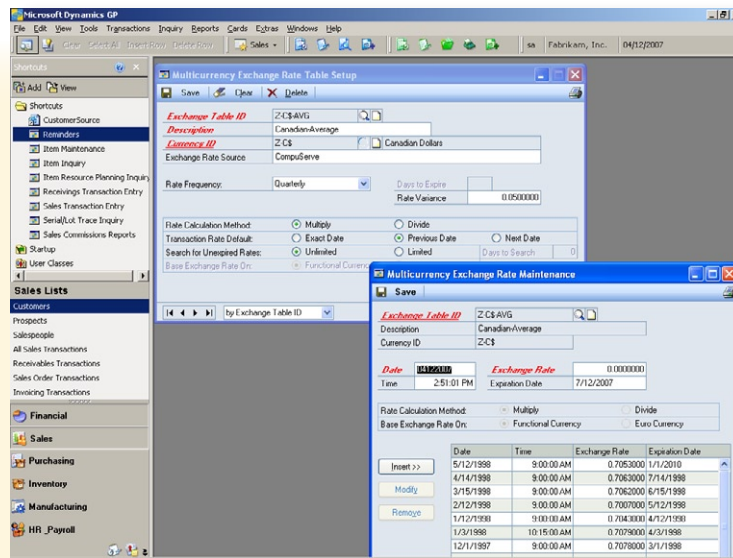 Microsoft Dynamics GP
File Edit View Tools Transactions Inquiry Reports Cards Extras Windows Help
Clear Select All Insert Row Delete Row Sales sa Fabrikam, Inc. 04/12/2007
Shortcuts
Add View
Shortcuts
CustomerSource
Reminders
Item Maintenance
Item Inquiry
Item Resource Planning Inquiry
Receivings Transaction Entry
Sales Transaction Entry
Serial/Lot Trace Inquiry
Sales Commissions Reports
Startup
User Classes
Sales Lists
Customers
Prospects
Salespeople
All Sales Transactions
Receivables Transactions
Sales Order Transactions
Invoicing Transactions
Financial
Sales
Purchasing
Inventory
Manufacturing
HR_Payroll
Multicurrency Exchange Rate Table Setup
Save Clear Delete
Exchange Table ID Z-C$-AVG
Description Canadian-Average
Currency ID Z-C$ Canadian Dollars
Exchange Rate Source CompuServe
Rate Frequency: Quarterly Days to Expire
Rate Variance 0.0500000
Rate Calculation Method: Multiply Divide
Transaction Rate Default: Exact Date Previous Date Next Date
Search for Unexpired Rates: Unlimited Limited Days to Search 0
Base Exchange Rate On: Functional Currency
by Exchange Table ID
Multicurrency Exchange Rate Maintenance
Save
Exchange Table ID Z-C$-AVG
Description Canadian-Average
Currency ID Z-C$
Date 04122007 Exchange Rate 0.0000000
Time 2:51:01 PM Expiration Date 7/12/2007
Rate Calculation Method: Multiply Divide
Base Exchange Rate On: Functional Currency Euro Currency
Date Time Exchange Rate Expiration Date
Insert >> 5/12/1998 9:00:00 AM 0.7053000 1/1/2010
4/14/1998 9:00:00 AM 0.7063000 7/14/1998
Modify 3/15/1998 9:00:00 AM 0.7062000 6/15/1998
2/12/1998 9:00:00 AM 0.7007000 5/12/1998
Remove 1/12/1998 9:00:00 AM 0.7043000 4/12/1998
1/3/1998 10:15:00 AM 0.7079000 4/3/1998
12/1/1997 9:00:00 AM 0.7078000 3/1/1998